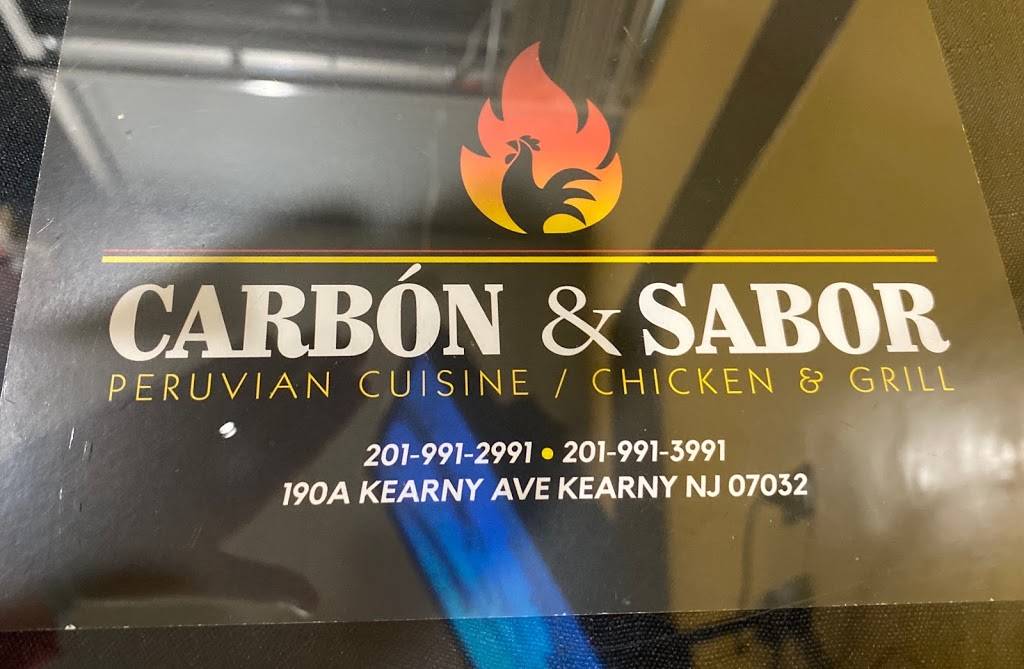 CARBÓN & SABOR
PERUVIAN CUISINE / CHICKEN & GRILL
201-991-2991 • 201-991-3991
190A KEARNY AVE KEARNY NJ 07032